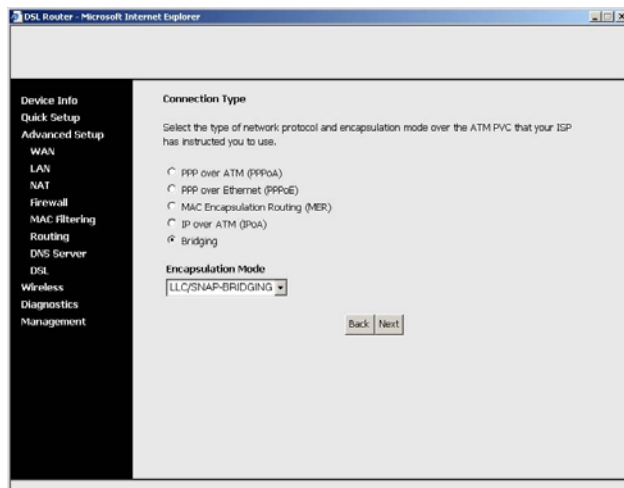 DSL Router - Microsoft Internet Explorer
Device Info
Quick Setup
Advanced Setup
WAN
LAN
NAT
Firewall
MAC Filtering
Routing
DNS Server
DSL
Wireless
Diagnostics
Management
Connection Type
Select the type of network protocol and encapsulation mode over the ATM PVC that your ISP
has instructed you to use.
PPP over ATM (PPPoA)
PPP over Ethernet (PPPoE)
MAC Encapsulation Routing (MER)
IP over ATM (IPoA)
Bridging
Encapsulation Mode
LLC/SNAP-BRIDGING
Back Next